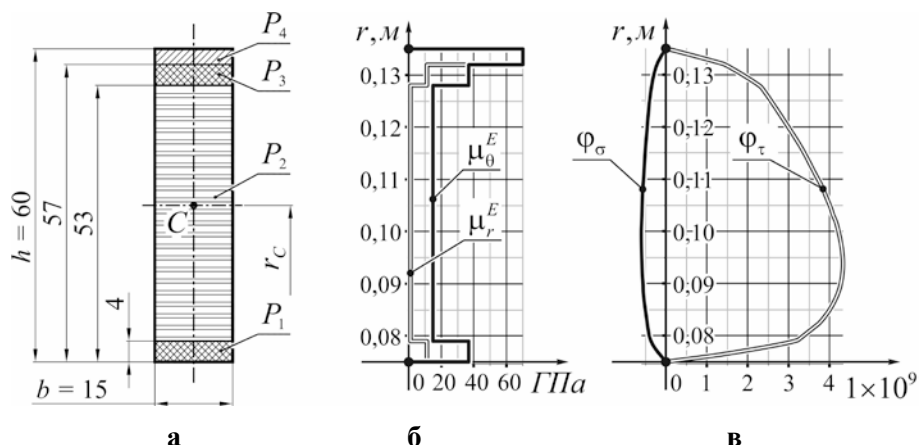 P₄
P₃
P₂
P₁
C
r_C
h = 60
57
53
4
b = 15
а
r, м
0,13
0,12
0,11
0,10
0,09
0,08
0 20 40 60 ГПа
μ_θ^E
μ_r^E
б
r, м
0,13
0,12
0,11
0,10
0,09
0,08
0 1 2 3 4 1×10⁹
φ_σ
φ_τ
в